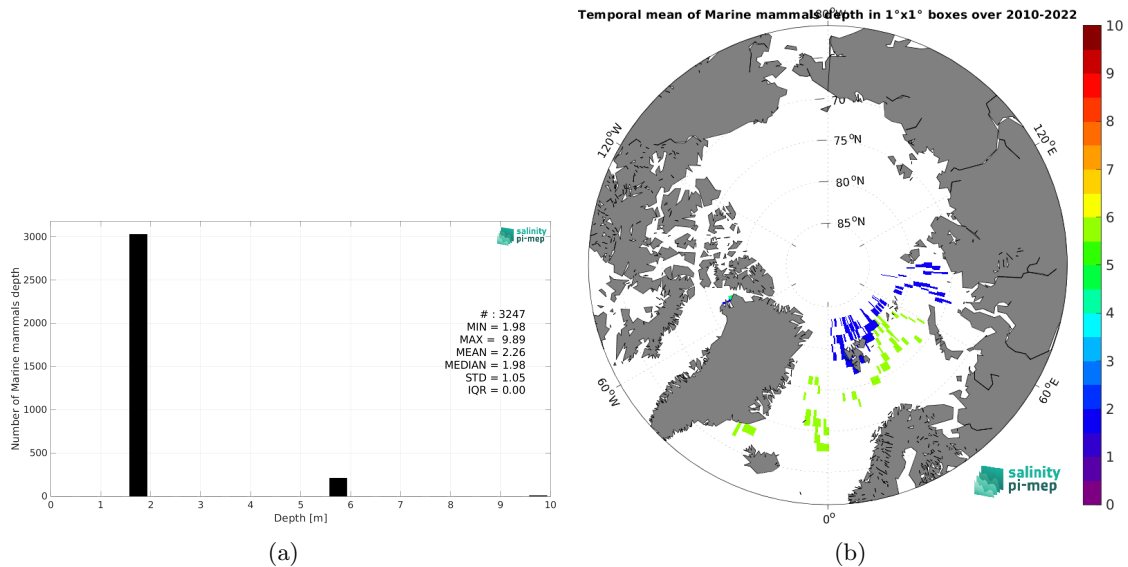 Temporal mean of Marine mammals depth in 1°x1° boxes over 2010-2022
180°W
70
75°N
80°N
85°N
120°W
120°E
60°W
60°E
0°
10
9
8
7
6
5
4
3
2
1
0
salinity
pi-mep
Number of Marine mammals depth
3000
2500
2000
1500
1000
500
0
salinity
pi-mep
# : 3247
MIN = 1.98
MAX = 9.89
MEAN = 2.26
MEDIAN = 1.98
STD = 1.05
IQR = 0.00
0 1 2 3 4 5 6 7 8 9 10
Depth [m]
(a)
(b)